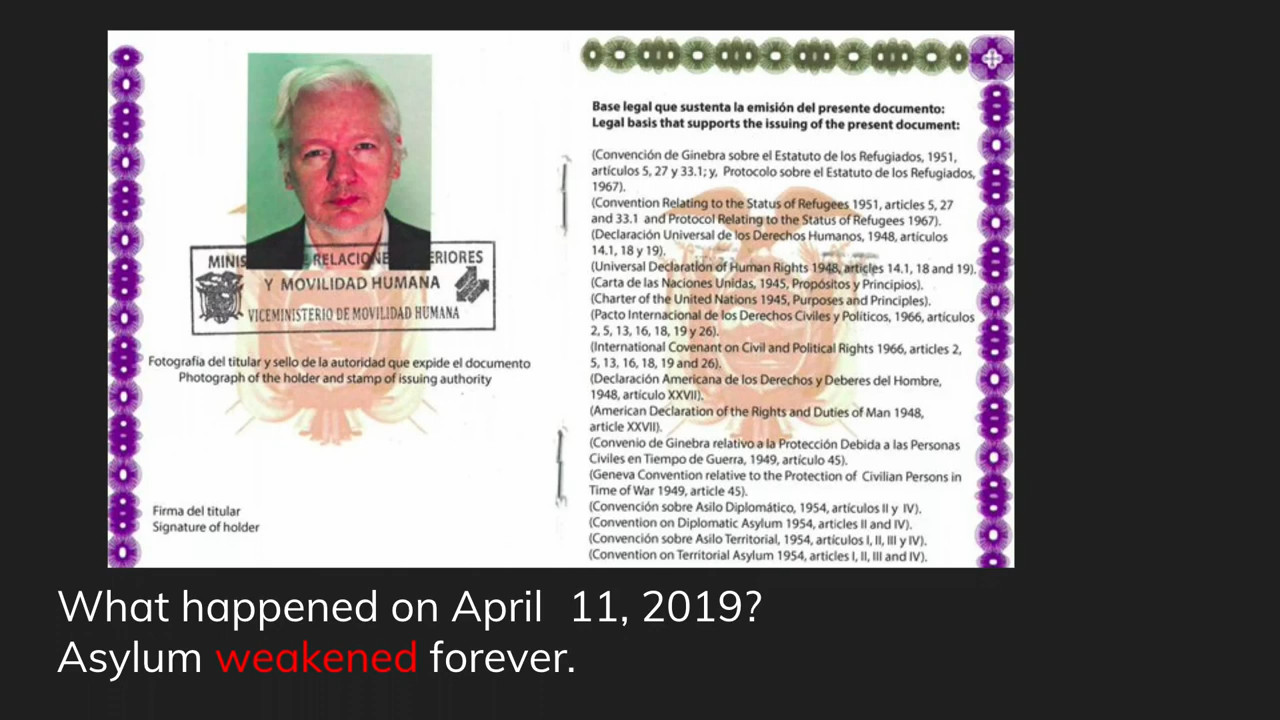 MINIS RELACIONE ERIORES
Y MOVILIDAD HUMANA
VICEMINISTERIO DE MOVILIDAD HUMANA
Fotografía del titular y sello de la autoridad que expide el documento
Photograph of the holder and stamp of issuing authority
Firma del titular
Signature of holder
Base legal que sustenta la emisión del presente documento:
Legal basis that supports the issuing of the present document:
(Convención de Ginebra sobre el Estatuto de los Refugiados, 1951,
artículos 5, 27 y 33.1; y, Protocolo sobre el Estatuto de los Refugiados,
1967).
(Convention Relating to the Status of Refugees 1951, articles 5, 27
and 33.1 and Protocol Relating to the Status of Refugees 1967).
(Declaración Universal de los Derechos Humanos, 1948, artículos
14.1, 18 y 19).
(Universal Declaration of Human Rights 1948, articles 14.1, 18 and 19).
(Carta de las Naciones Unidas, 1945, Propósitos y Principios).
(Charter of the United Nations 1945, Purposes and Principles).
(Pacto Internacional de los Derechos Civiles y Políticos, 1966, artículos
2, 5, 13, 16, 18, 19 y 26).
(International Covenant on Civil and Political Rights 1966, articles 2,
5, 13, 16, 18, 19 and 26).
(Declaración Americana de los Derechos y Deberes del Hombre,
1948, artículo XXVII).
(American Declaration of the Rights and Duties of Man 1948,
article XXVII).
(Convenio de Ginebra relativo a la Protección Debida a las Personas
Civiles en Tiempo de Guerra, 1949, artículo 45).
(Geneva Convention relative to the Protection of Civilian Persons in
Time of War 1949, article 45).
(Convención sobre Asilo Diplomático, 1954, artículos II y IV).
(Convention on Diplomatic Asylum 1954, articles II and IV).
(Convención sobre Asilo Territorial, 1954, artículos I, II, III y IV).
(Convention on Territorial Asylum 1954, articles I, II, III and IV).
What happened on April 11, 2019?
Asylum weakened forever.